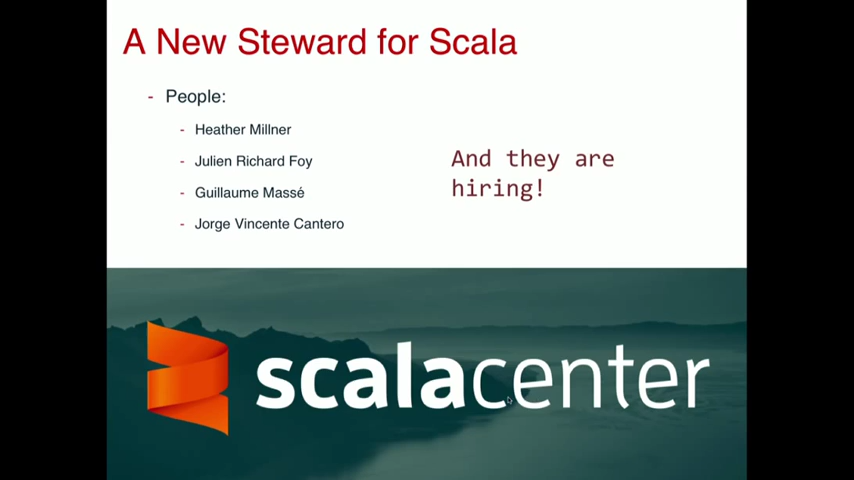 A New Steward for Scala
- People:
- Heather Millner
- Julien Richard Foy
- Guillaume Massé
- Jorge Vincente Cantero
And they are
hiring!
scalacenter